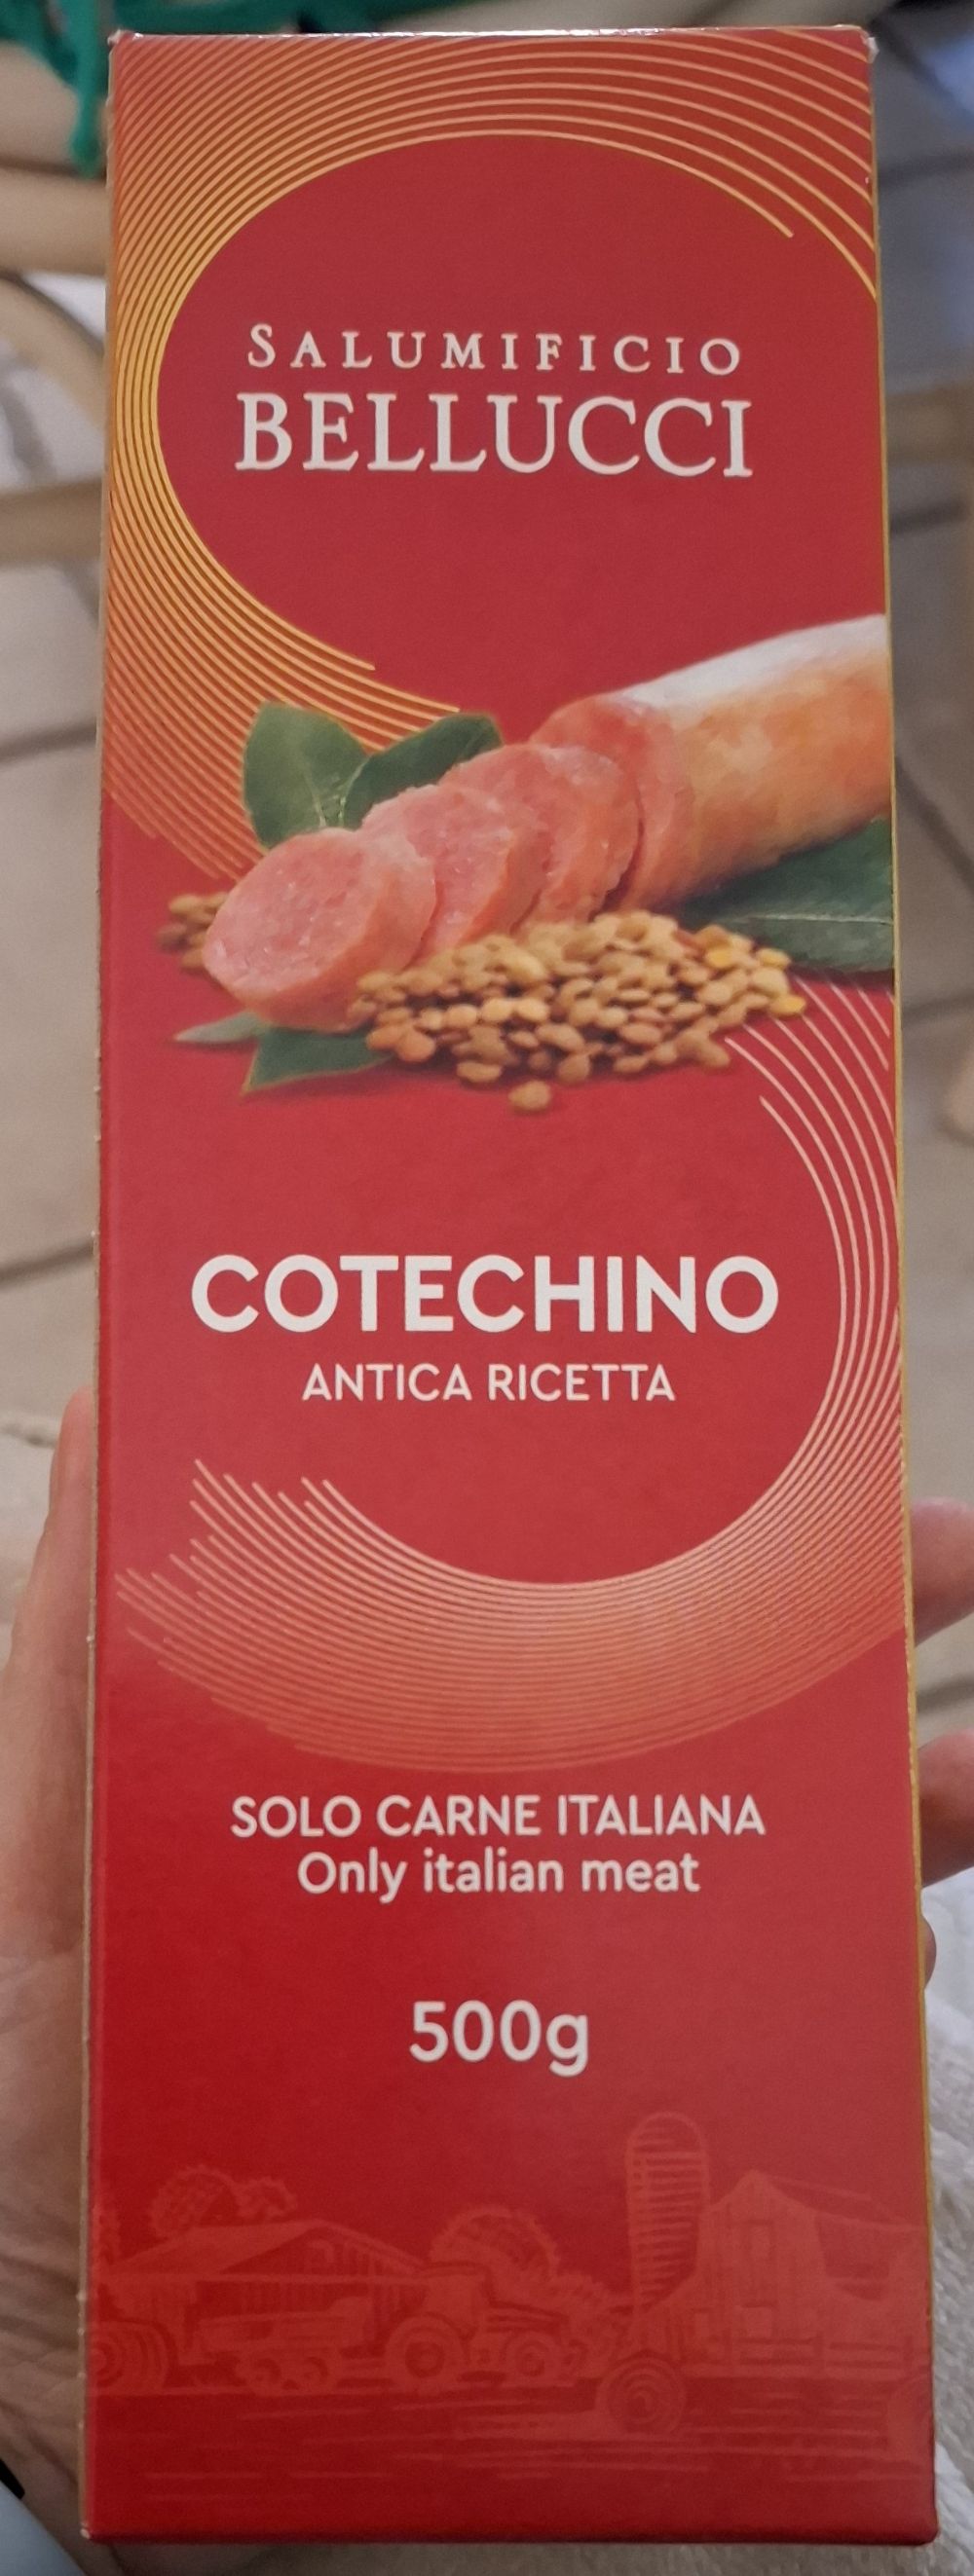 SALUMIFICIO
BELLUCCI
COTECHINO
ANTICA RICETTA
SOLO CARNE ITALIANA
Only italian meat
500g